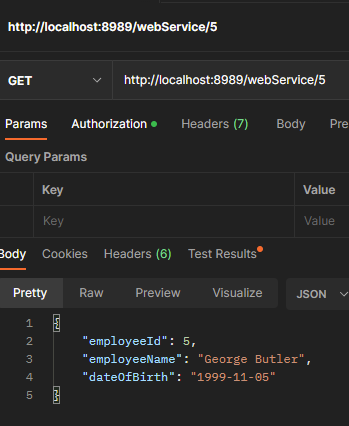 http://localhost:8989/webService/5
GET http://localhost:8989/webService/5
Params Authorization Headers (7) Body Pre
Query Params
Key Value
Key Value
Body Cookies Headers (6) Test Results
Pretty Raw Preview Visualize JSON
1 {
2 "employeeId": 5,
3 "employeeName": "George Butler",
4 "dateOfBirth": "1999-11-05"
5 }